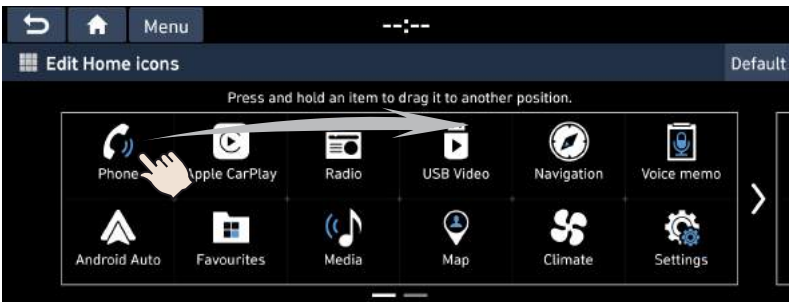 Menu
--:--
Edit Home icons
Default
Press and hold an item to drag it to another position.
Phone Apple CarPlay Radio USB Video Navigation Voice memo
Android Auto Favourites Media Map Climate Settings